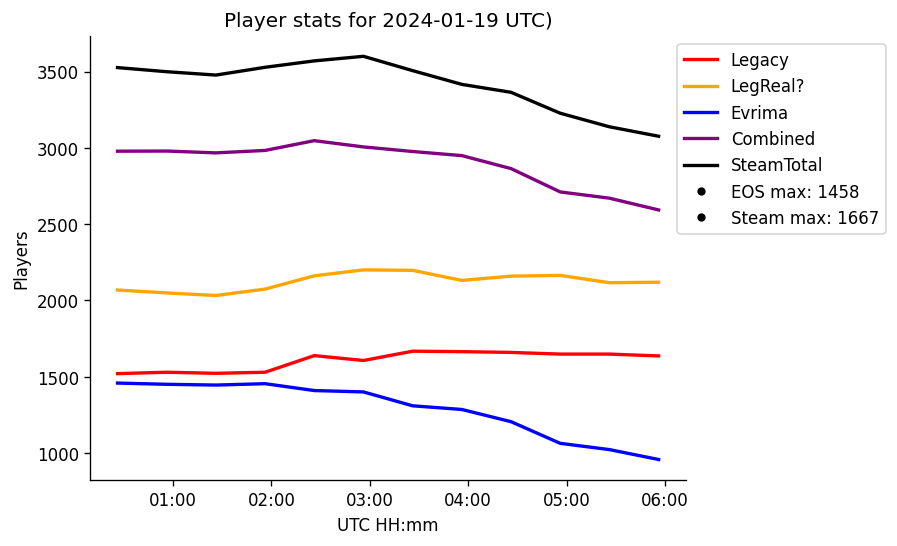 Player stats for 2024-01-19 UTC)
Legacy
LegReal?
Evrima
Combined
SteamTotal
EOS max: 1458
Steam max: 1667
Players
3500
3000
2500
2000
1500
1000
01:00 02:00 03:00 04:00 05:00 06:00
UTC HH:mm